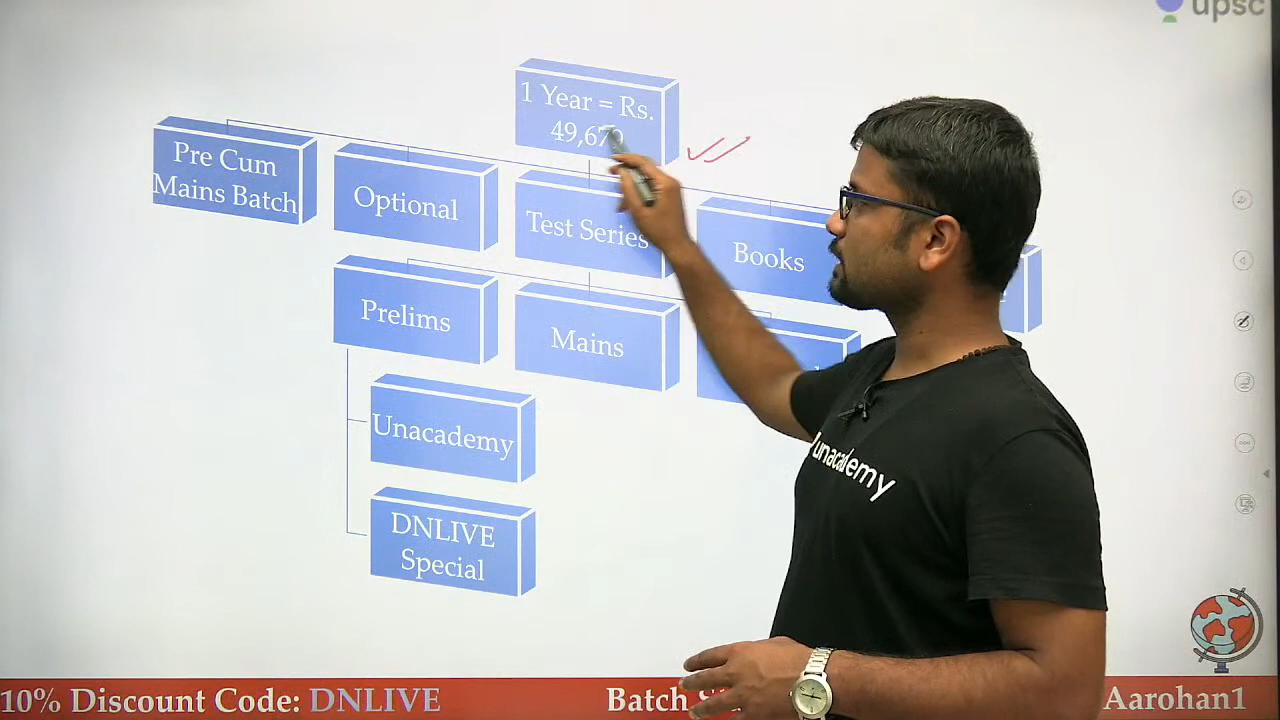 upsc
1 Year = Rs.
49,679
Pre Cum
Mains Batch
Optional
Test Series
Books
Prelims
Mains
Unacademy
DNLIVE
Special
unacademy
10% Discount Code: DNLIVE
Batch
Aarohan1